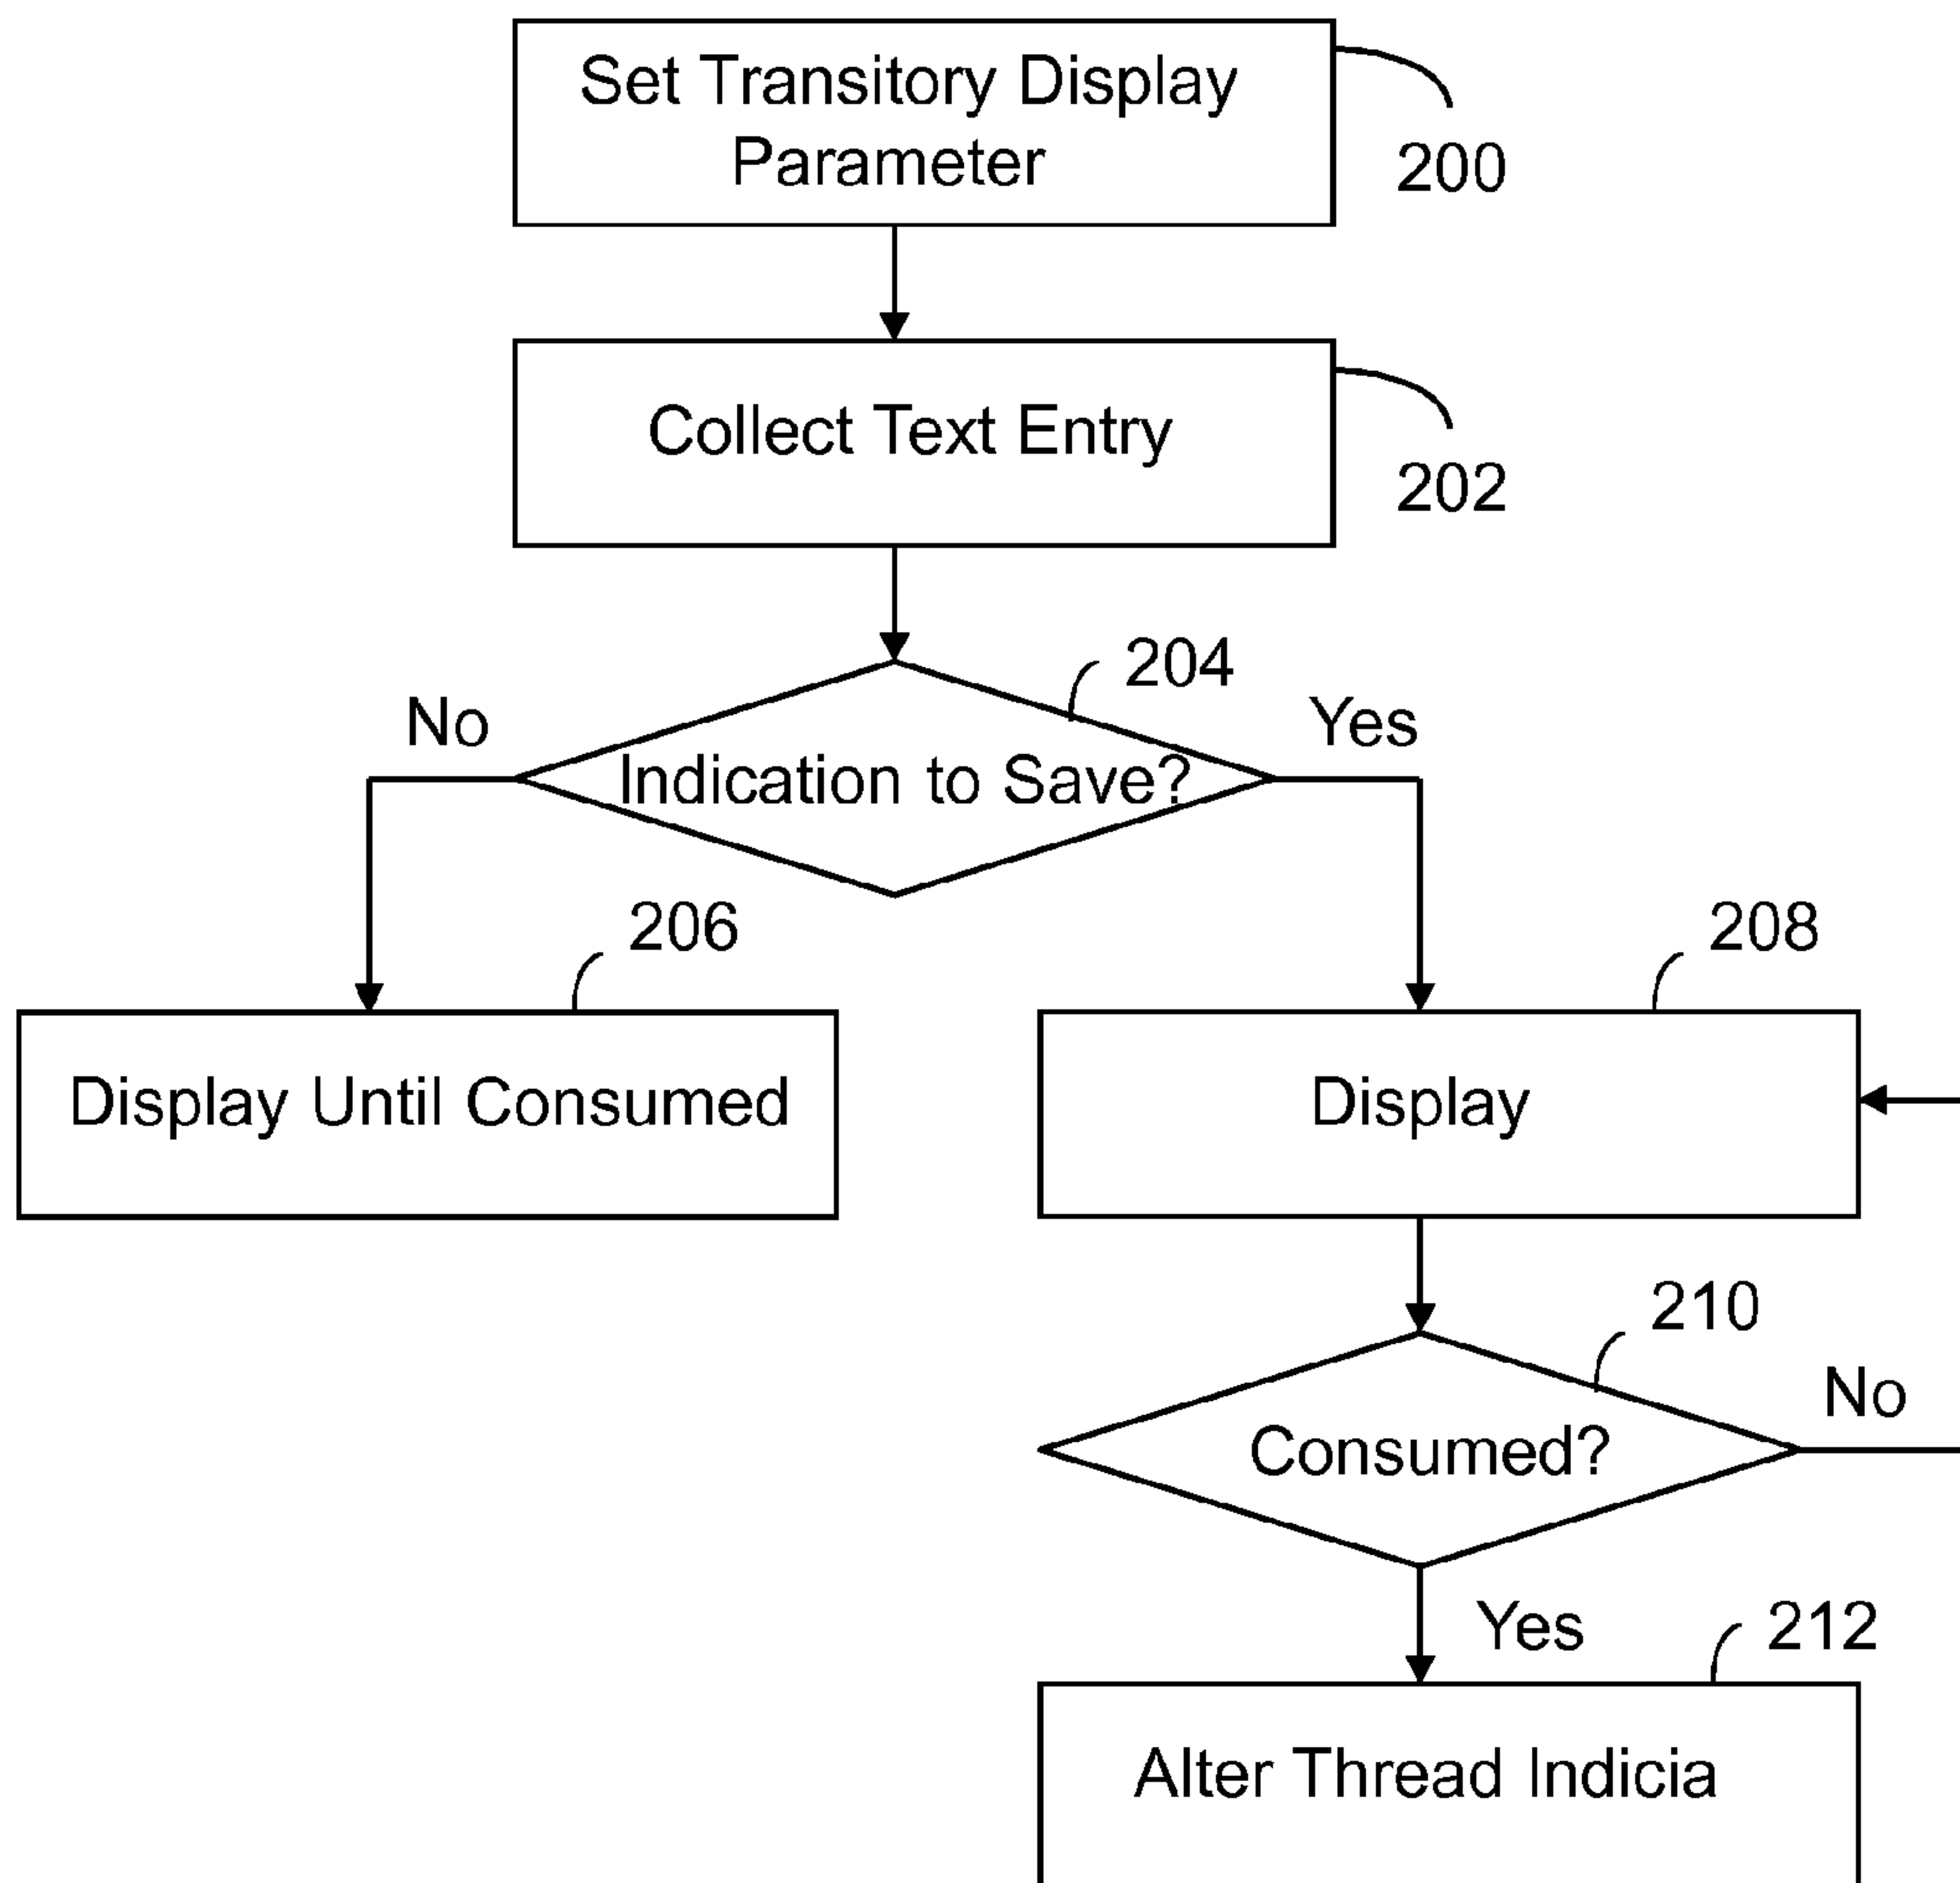 Set Transitory Display
Parameter
200
Collect Text Entry
202
204
No
Yes
Indication to Save?
206
208
Display Until Consumed
Display
210
No
Consumed?
Yes
212
Alter Thread Indicia